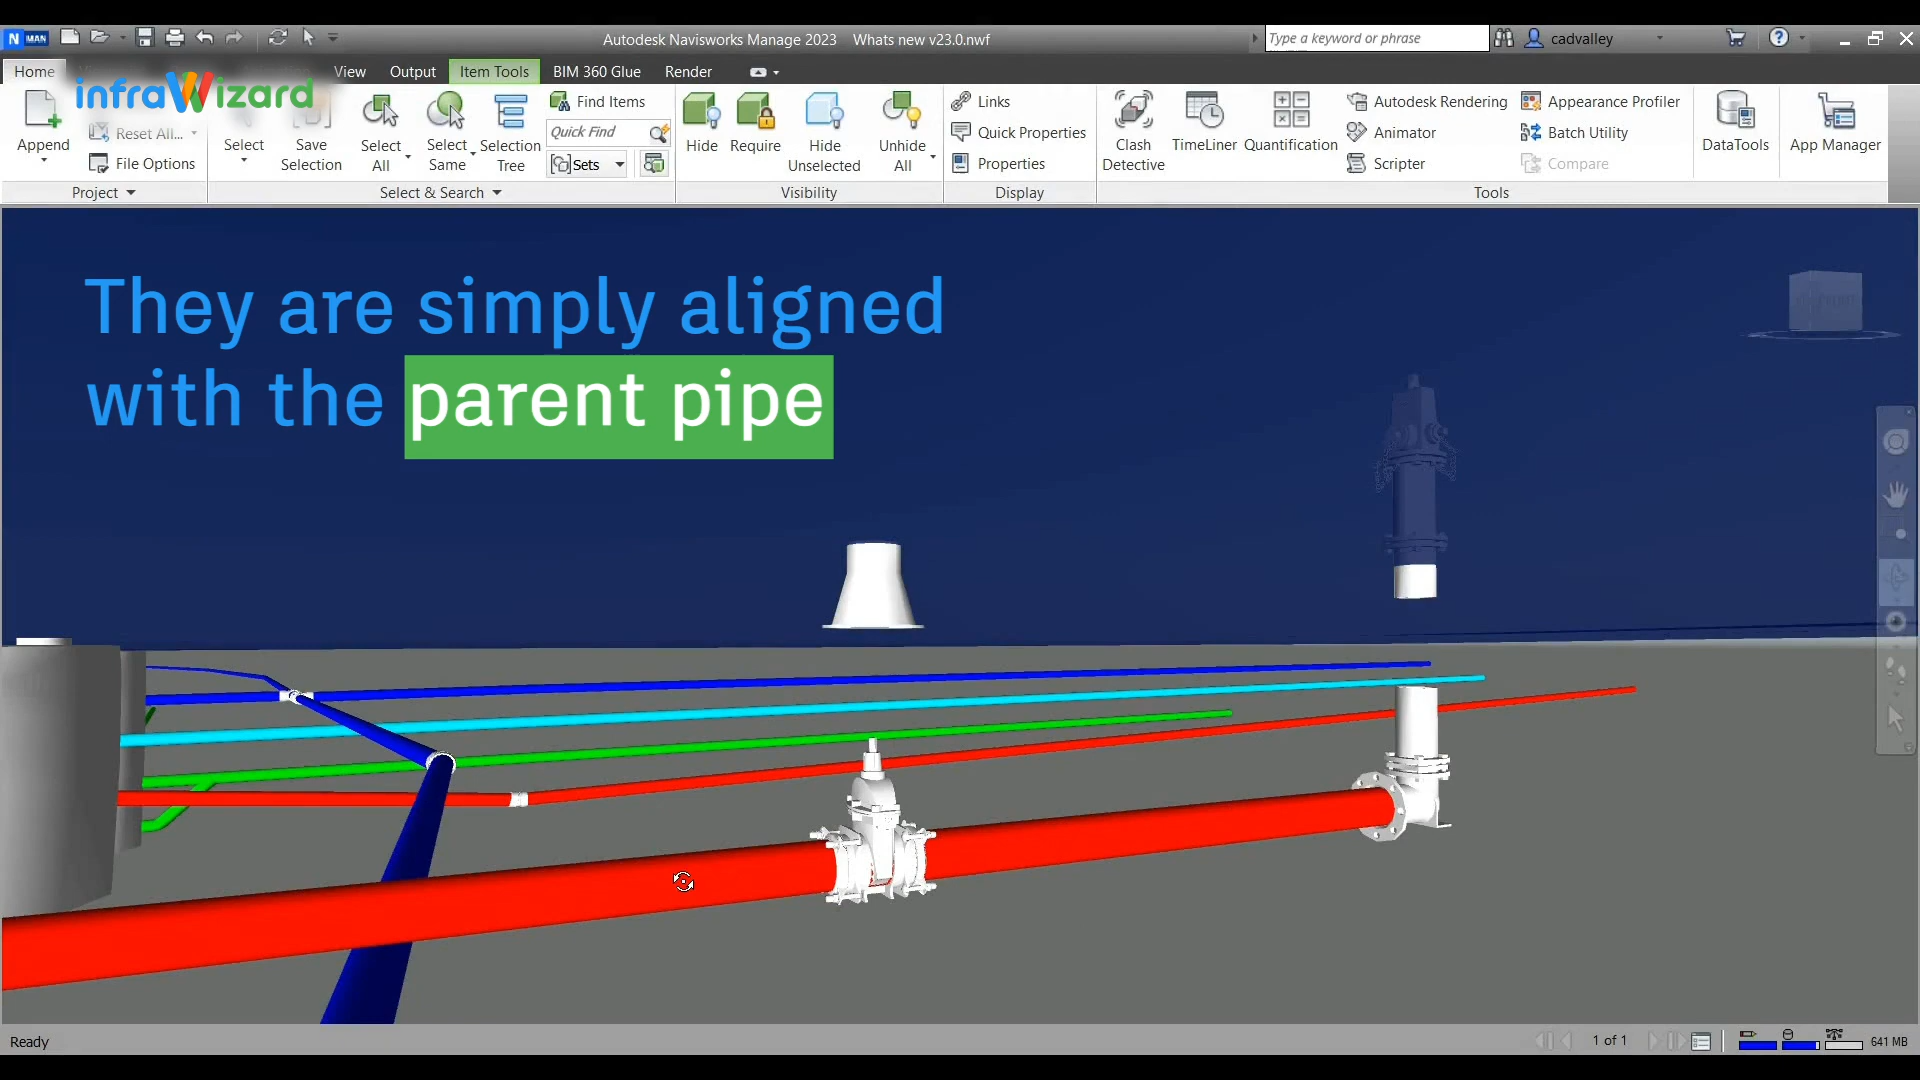 N MAN
Autodesk Navisworks Manage 2023 Whats new v23.0.nwf
Type a keyword or phrase
cadvalley
Home
View
Output
Item Tools
BIM 360 Glue
Render
infraWizard
Append
Reset All...
File Options
Project
Select
Save
Selection
Select
All
Select
Same
Selection
Tree
Find Items
Quick Find
Sets
Select & Search
Hide
Require
Hide
Unselected
Unhide
All
Visibility
Links
Quick Properties
Properties
Display
Clash
Detective
TimeLiner
Quantification
Autodesk Rendering
Animator
Scripter
Appearance Profiler
Batch Utility
Compare
Tools
DataTools
App Manager
They are simply aligned
with the parent pipe
Ready
1 of 1
641 MB